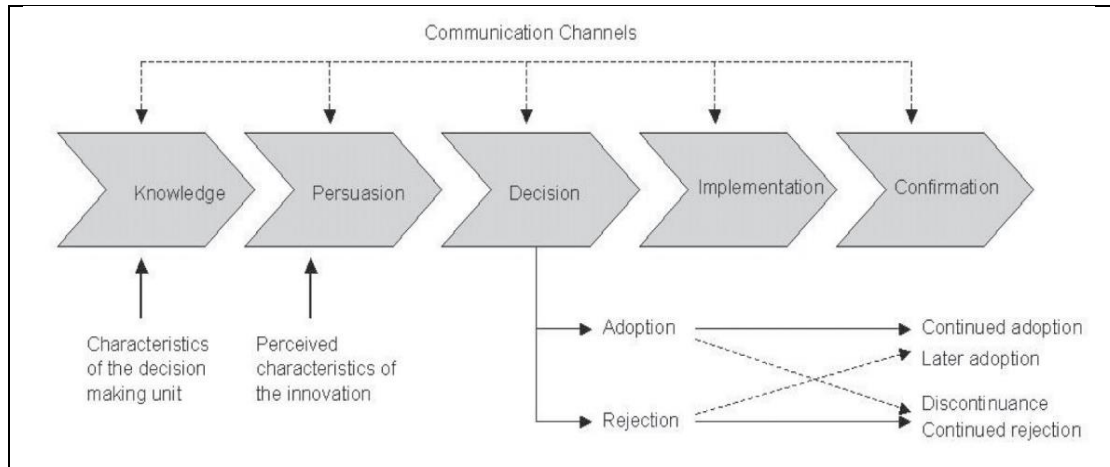 Communication Channels
Knowledge
Persuasion
Decision
Implementation
Confirmation
Characteristics
of the decision
making unit
Perceived
characteristics of
the innovation
Adoption
Continued adoption
Later adoption
Rejection
Discontinuance
Continued rejection